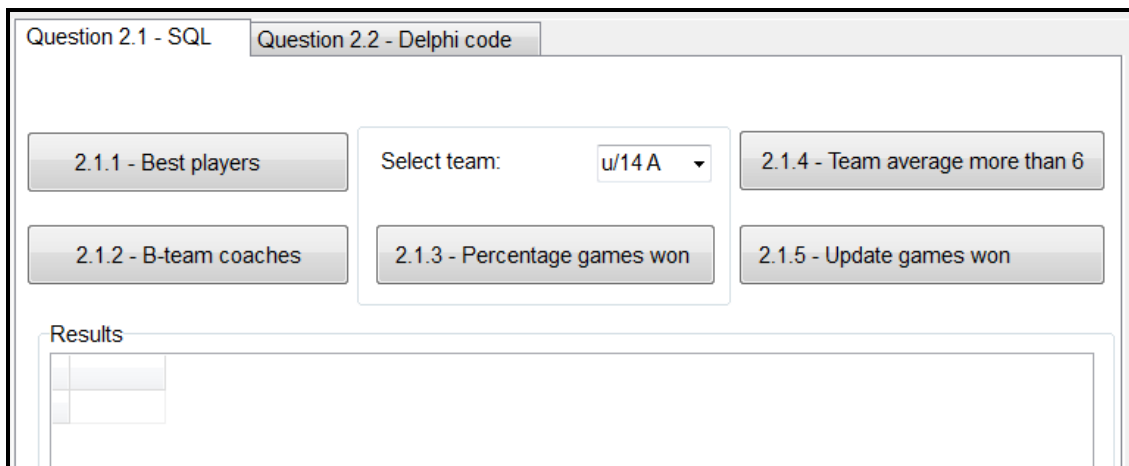 Question 2.1 - SQL
Question 2.2 - Delphi code
2.1.1 - Best players
Select team:
u/14 A
2.1.4 - Team average more than 6
2.1.2 - B-team coaches
2.1.3 - Percentage games won
2.1.5 - Update games won
Results